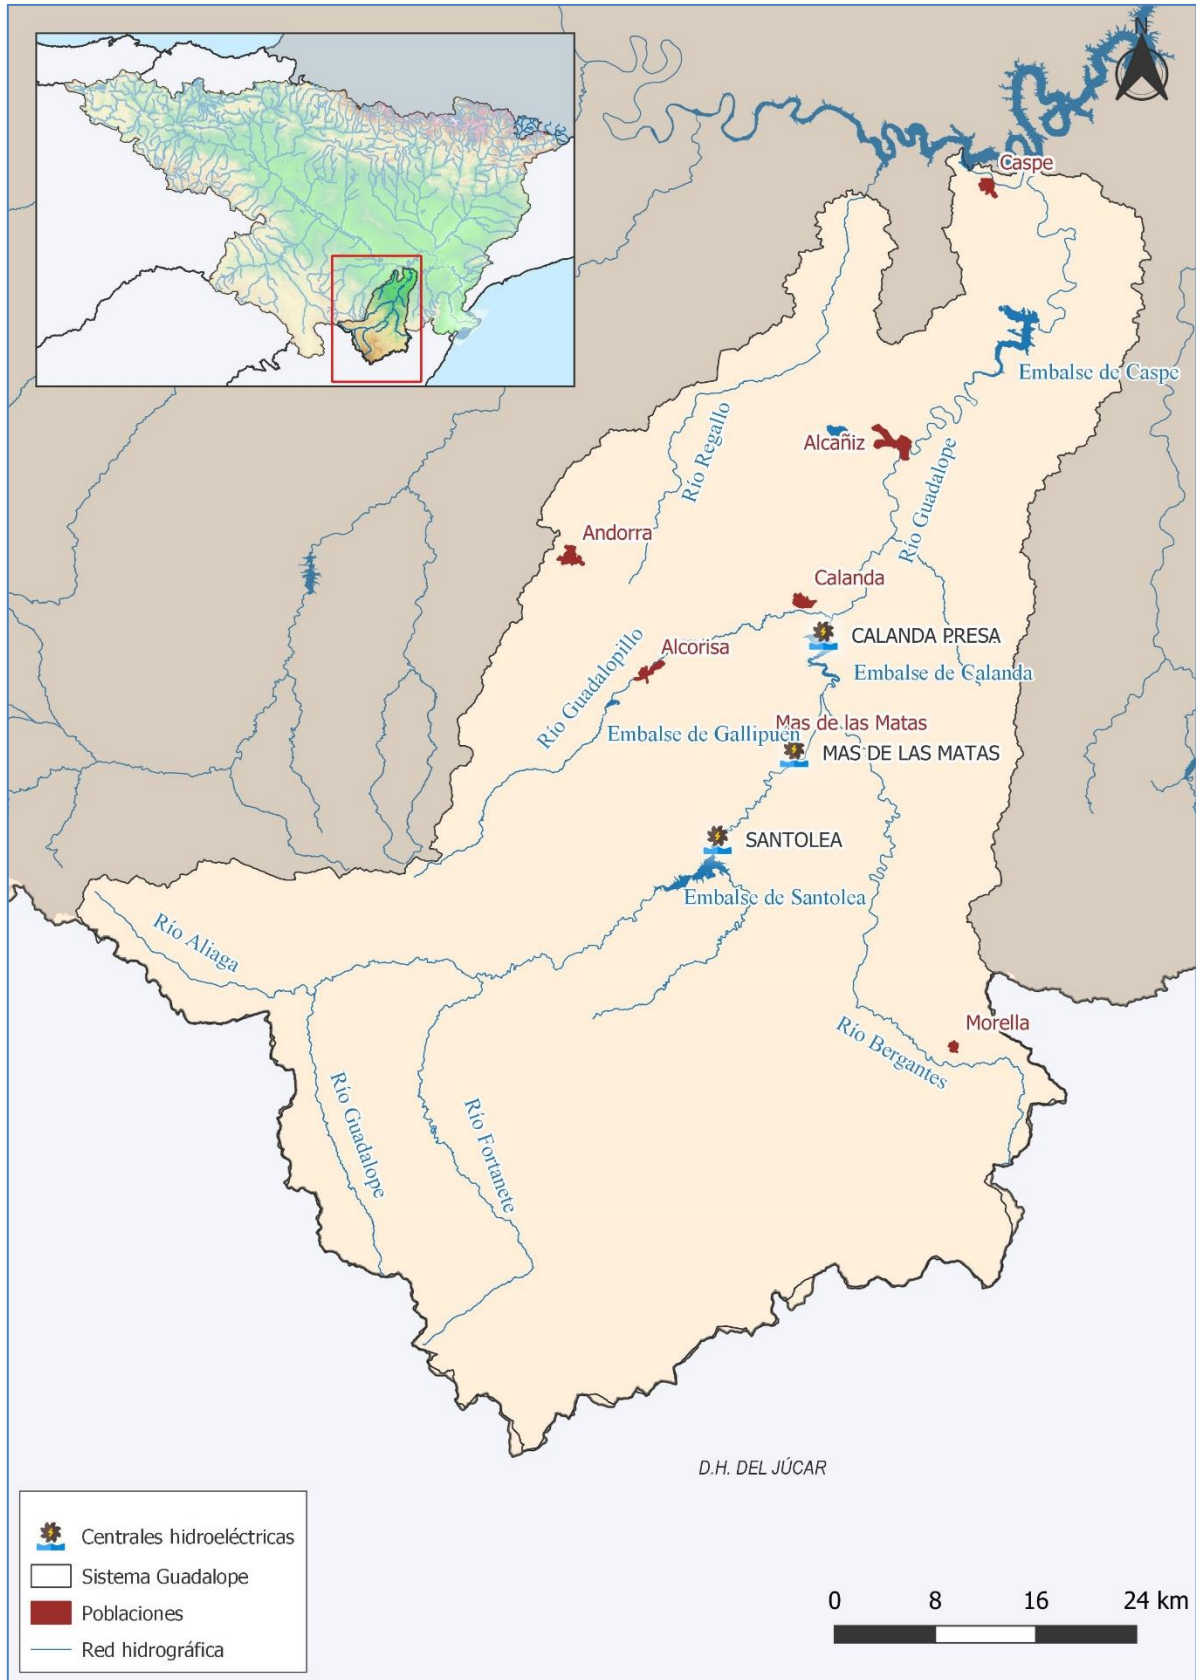 N
Caspe
Embalse de Caspe
Río Regallo
Alcañiz
Río Guadalope
Andorra
Calanda
CALANDA PRESA
Alcorisa
Río Guadalopillo
Embalse de Calanda
Mas de las Matas
Embalse de Gallipuén
MAS DE LAS MATAS
SANTOLEA
Embalse de Santolea
Río Aliaga
Morella
Río Bergantes
Río Guadalope
Río Fortanete
D.H. DEL JÚCAR
Centrales hidroeléctricas
Sistema Guadalope
Poblaciones
Red hidrográfica
0 8 16 24 km